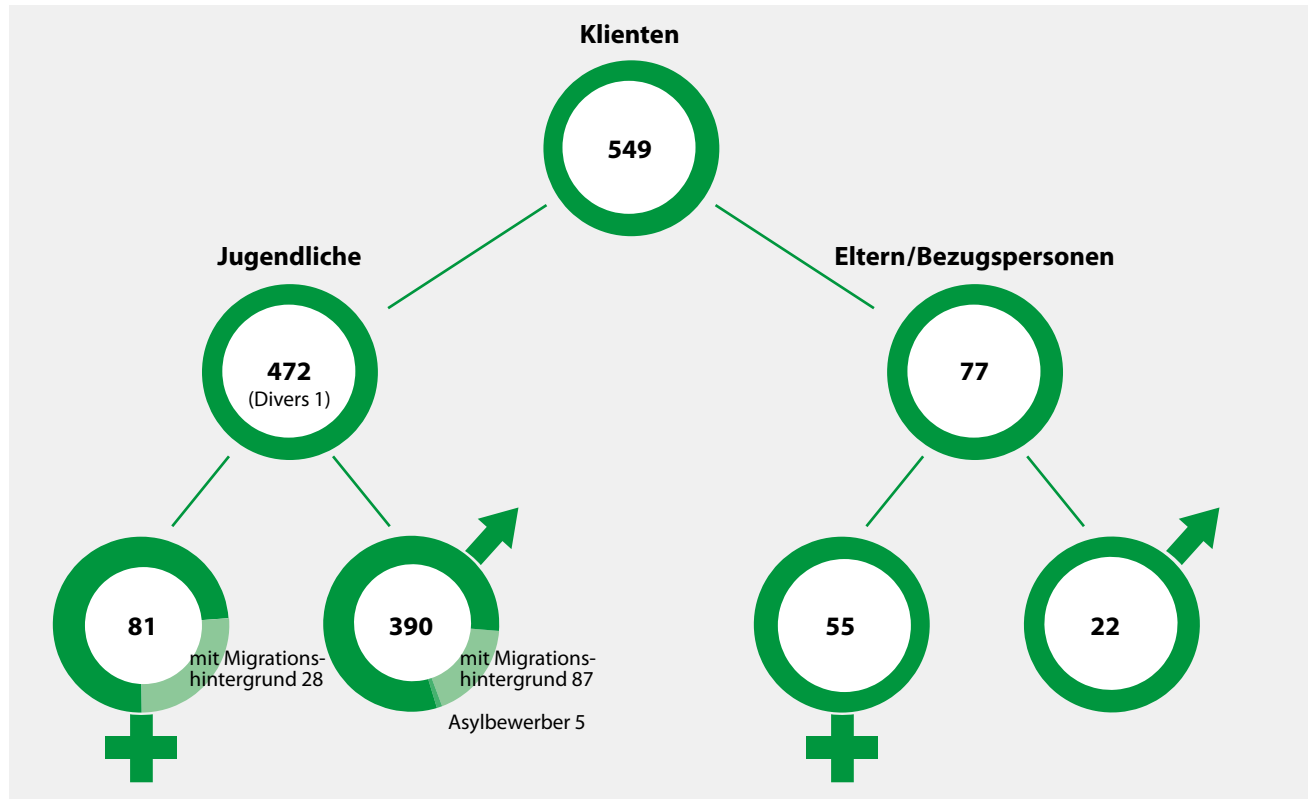 Klienten
549
Jugendliche
Eltern/Bezugspersonen
472
(Divers 1)
77
81
mit Migrations-
hintergrund 28
390
mit Migrations-
hintergrund 87
Asylbewerber 5
55
22